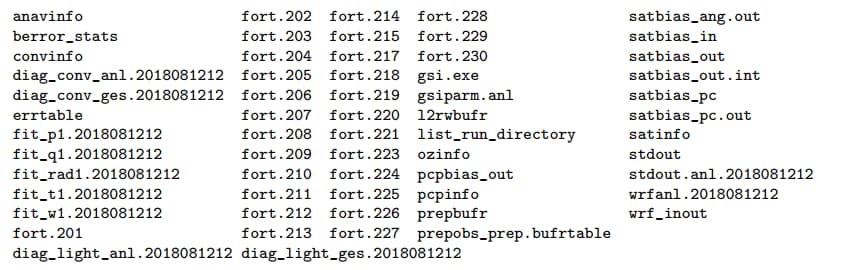 anavinfo fort.202 fort.214 fort.228 satbias_ang.out
berror_stats fort.203 fort.215 fort.229 satbias_in
convinfo fort.204 fort.217 fort.230 satbias_out
diag_conv_anl.2018081212 fort.205 fort.218 gsi.exe satbias_out.int
diag_conv_ges.2018081212 fort.206 fort.219 gsiparm.anl satbias_pc
errtable fort.207 fort.220 l2rwbufr satbias_pc.out
fit_p1.2018081212 fort.208 fort.221 list_run_directory satinfo
fit_q1.2018081212 fort.209 fort.223 ozinfo stdout
fit_rad1.2018081212 fort.210 fort.224 pcpbias_out stdout.anl.2018081212
fit_t1.2018081212 fort.211 fort.225 pcpinfo wrfanl.2018081212
fit_w1.2018081212 fort.212 fort.226 prepbufr wrf_inout
fort.201 fort.213 fort.227 prepobs_prep.bufrtable
diag_light_anl.2018081212 diag_light_ges.2018081212